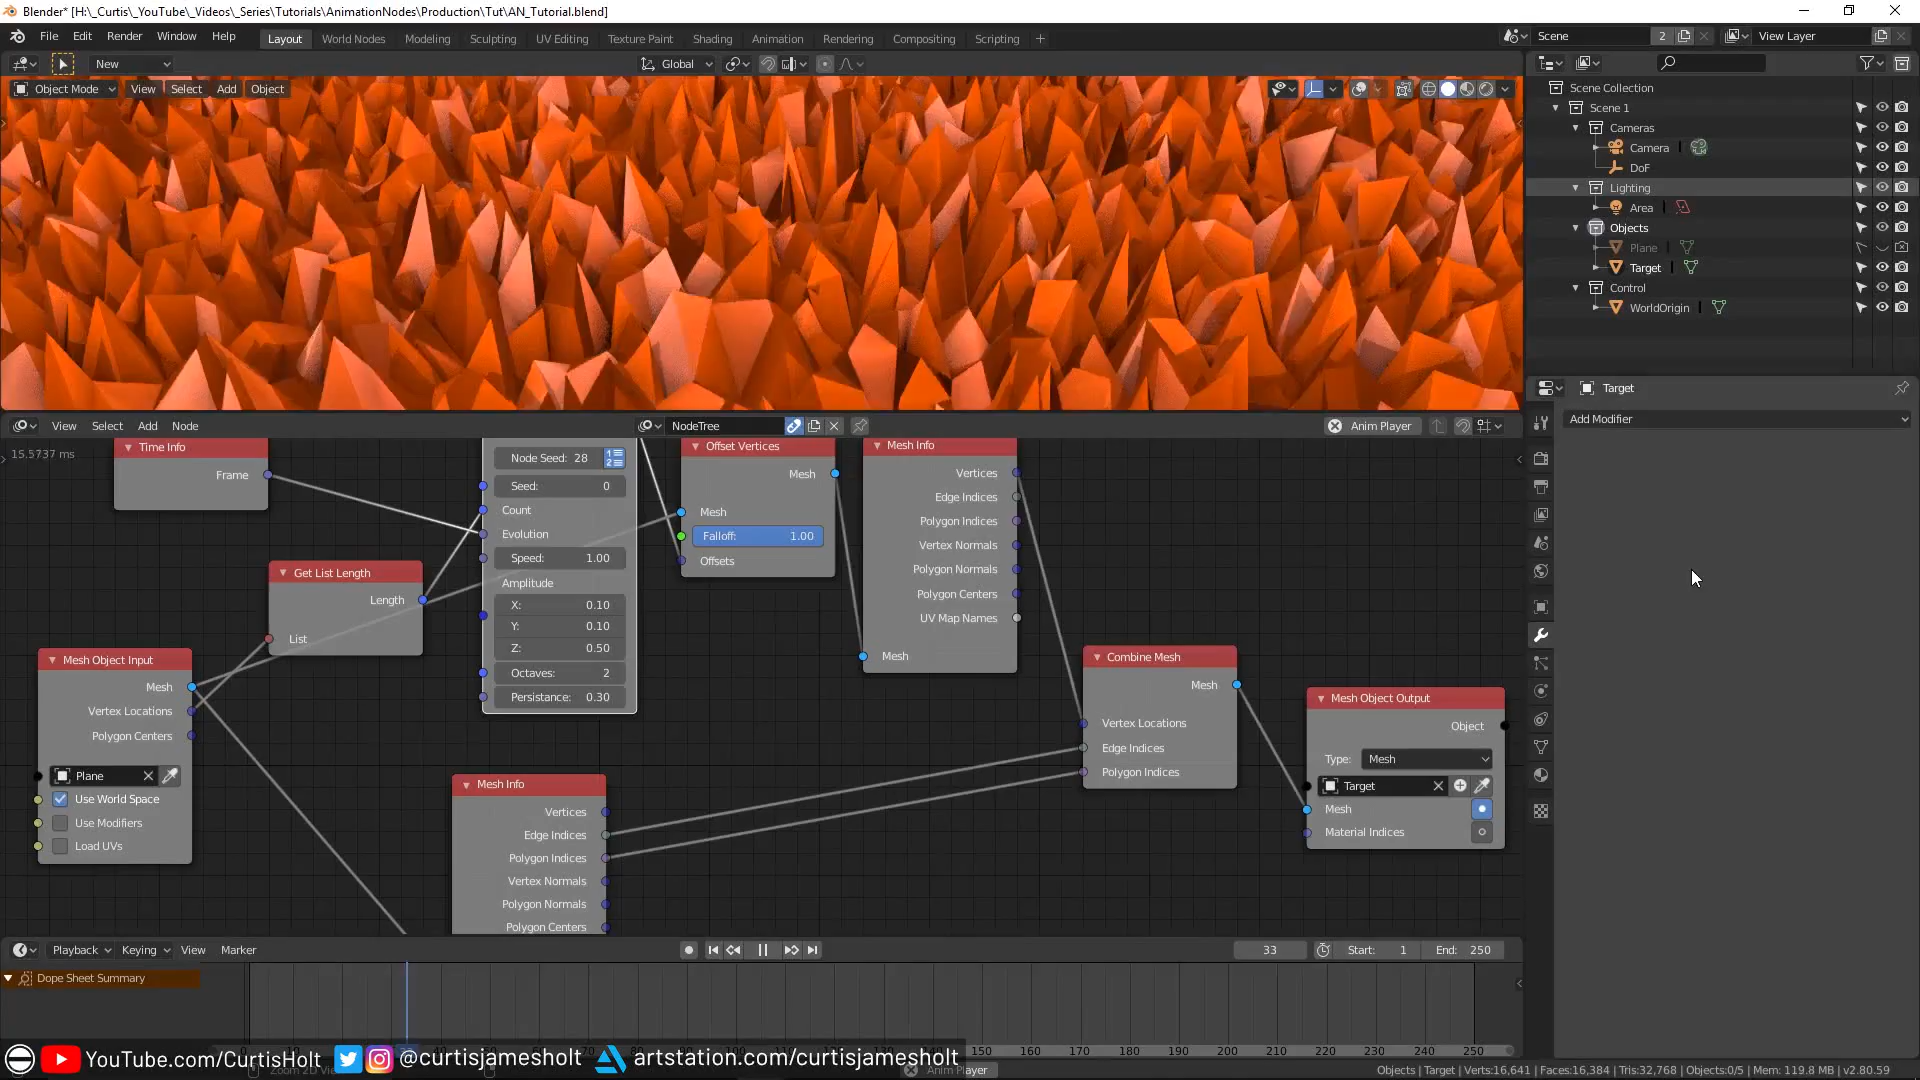 Blender* [H:\_Curtis\_YouTube\_Videos\_Series\Tutorials\AnimationNodes\Production\Tut\AN_Tutorial.blend]
File Edit Render Window Help Layout World Nodes Modeling Sculpting UV Editing Texture Paint Shading Animation Rendering Compositing Scripting + Scene 2 View Layer
New Global
Object Mode View Select Add Object
Scene Collection
Scene 1
Cameras
Camera
DoF
Lighting
Area
Objects
Plane
Target
Control
WorldOrigin
Target
Add Modifier
View Select Add Node NodeTree Anim Player
15.5737 ms
Time Info
Frame
Get List Length
Length
List
Mesh Object Input
Mesh
Vertex Locations
Polygon Centers
Plane
Use World Space
Use Modifiers
Load UVs
Node Seed: 28
Seed: 0
Count
Evolution
Speed: 1.00
Amplitude
X: 0.10
Y: 0.10
Z: 0.50
Octaves: 2
Persistance: 0.30
Offset Vertices
Mesh
Mesh
Falloff: 1.00
Offsets
Mesh Info
Vertices
Edge Indices
Polygon Indices
Vertex Normals
Polygon Normals
Polygon Centers
UV Map Names
Mesh
Mesh Info
Vertices
Edge Indices
Polygon Indices
Vertex Normals
Polygon Normals
Polygon Centers
Combine Mesh
Mesh
Vertex Locations
Edge Indices
Polygon Indices
Mesh Object Output
Object
Type: Mesh
Target
Mesh
Material Indices
Playback Keying View Marker 33 Start: 1 End: 250
Dope Sheet Summary
150 160 170 180 190 200 210 220 230 240 250
YouTube.com/CurtisHolt @curtisjamesholt artstation.com/curtisjamesholt
Anim Player
Objects | Target | Verts:16,641 | Faces:16,384 | Tris:32,768 | Objects:0/5 | Mem: 119.8 MB | v2.80.59